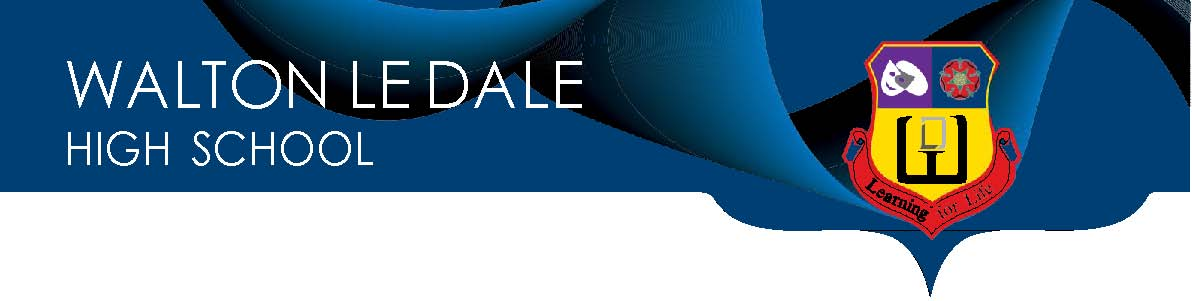 WALTON LE DALE
HIGH SCHOOL
Learning for Life